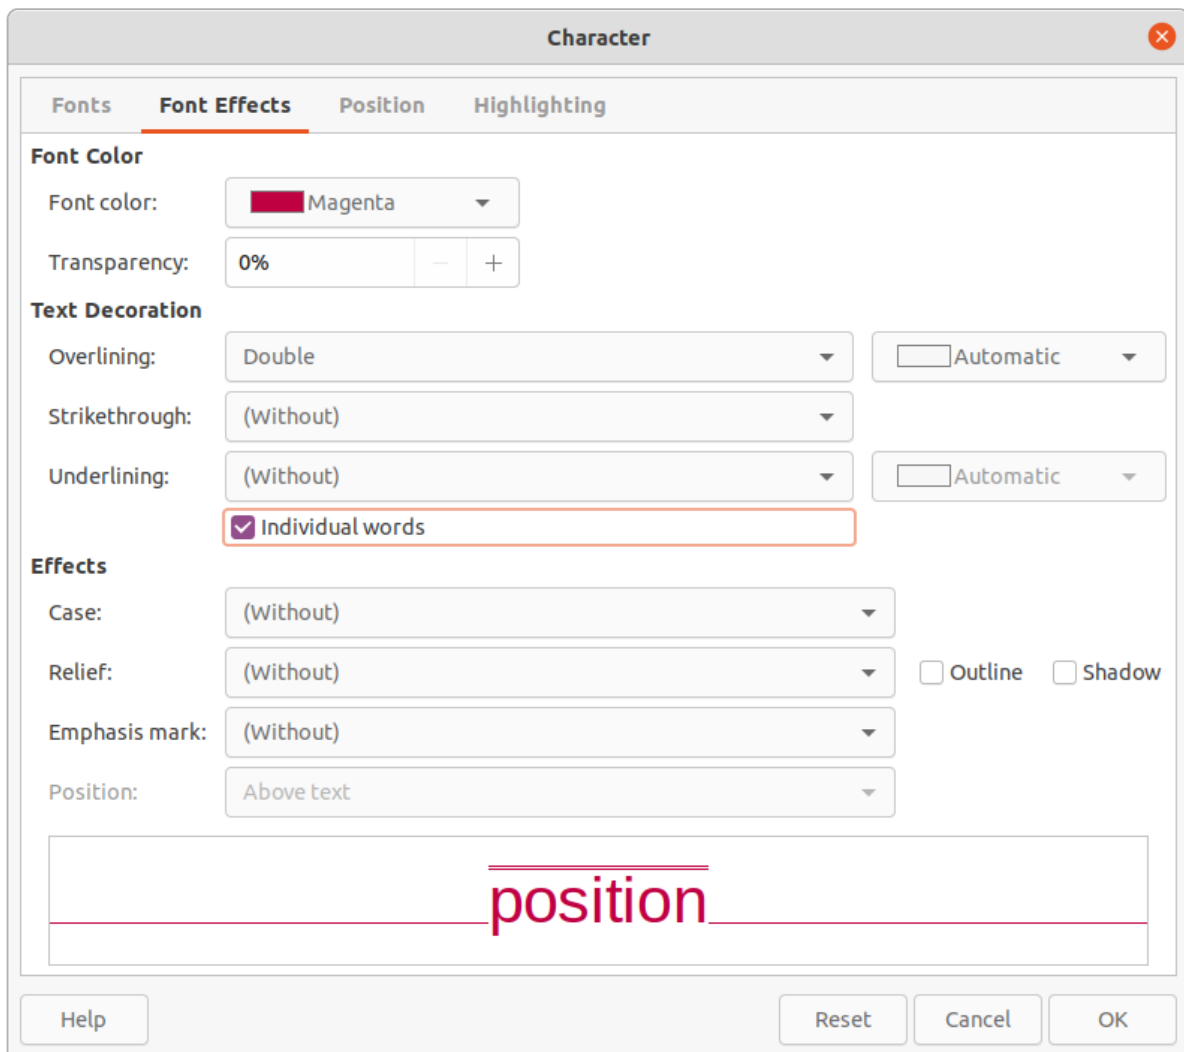 Character
Fonts Font Effects Position Highlighting
Font Color
Font color: Magenta
Transparency: 0%
Text Decoration
Overlining: Double Automatic
Strikethrough: (Without)
Underlining: (Without) Automatic
Individual words
Effects
Case: (Without)
Relief: (Without) Outline Shadow
Emphasis mark: (Without)
Position: Above text
position
Help Reset Cancel OK